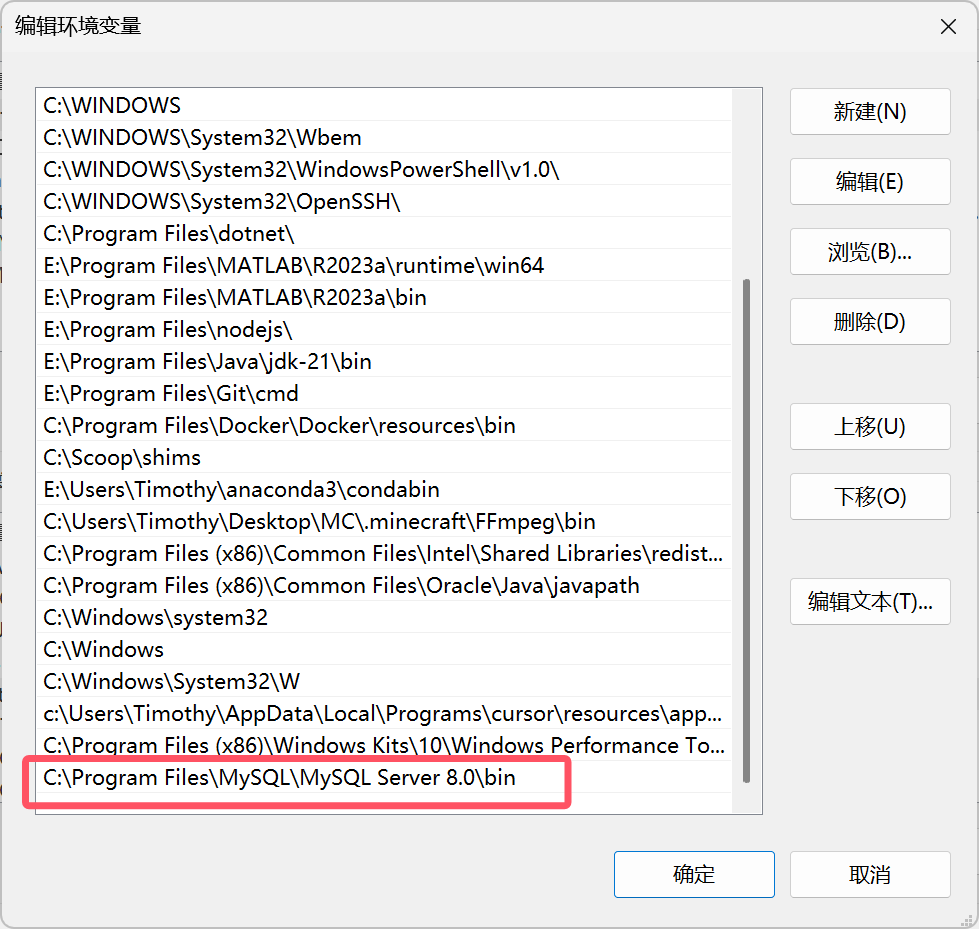 编辑环境变量
C:\WINDOWS
C:\WINDOWS\System32\Wbem
C:\WINDOWS\System32\WindowsPowerShell\v1.0\
C:\WINDOWS\System32\OpenSSH\
C:\Program Files\dotnet\
E:\Program Files\MATLAB\R2023a\runtime\win64
E:\Program Files\MATLAB\R2023a\bin
E:\Program Files\nodejs\
E:\Program Files\Java\jdk-21\bin
E:\Program Files\Git\cmd
C:\Program Files\Docker\Docker\resources\bin
C:\Scoop\shims
E:\Users\Timothy\anaconda3\condabin
C:\Users\Timothy\Desktop\MC\.minecraft\FFmpeg\bin
C:\Program Files (x86)\Common Files\Intel\Shared Libraries\redist...
C:\Program Files (x86)\Common Files\Oracle\Java\javapath
C:\Windows\system32
C:\Windows
C:\Windows\System32\W
c:\Users\Timothy\AppData\Local\Programs\cursor\resources\app...
C:\Program Files (x86)\Windows Kits\10\Windows Performance To...
C:\Program Files\MySQL\MySQL Server 8.0\bin
新建(N)
编辑(E)
浏览(B)...
删除(D)
上移(U)
下移(O)
编辑文本(T)...
确定
取消